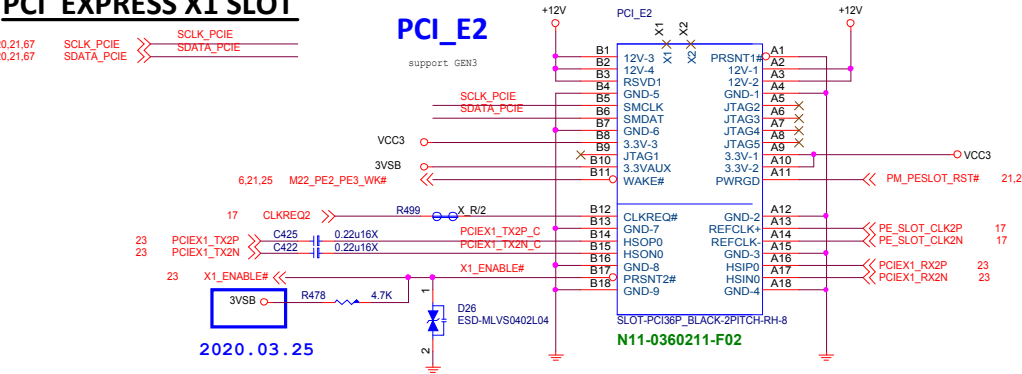 PCI EXPRESS X1 SLOT
20,21,67 SCLK_PCIE SCLK_PCIE
20,21,67 SDATA_PCIE SDATA_PCIE
PCI_E2
support GEN3
+12V PCI_E2 X1 X2 +12V
X1 X2
B1 12V-3 PRSNT1# A1
B2 12V-4 12V-1 A2
B3 RSVD1 12V-2 A3
B4 GND-5 GND-1 A4
SCLK_PCIE B5 SMCLK JTAG2 A5
SDATA_PCIE B6 SMDAT JTAG3 A6
B7 GND-6 JTAG4 A7
VCC3 B8 3.3V-3 JTAG5 A8
B9 JTAG1 3.3V-1 A9 VCC3
3VSB B10 3.3VAUX 3.3V-2 A10
6,21,25 M22_PE2_PE3_WK# B11 WAKE# PWRGD A11 PM_PESLOT_RST# 21,2
17 CLKREQ2 R499 X_R/2 B12 CLKREQ# GND-2 A12
B13 GND-7 REFCLK+ A13 PE_SLOT_CLK2P 17
23 PCIEX1_TX2P C425 0.22u16X PCIEX1_TX2P_C B14 HSOP0 REFCLK- A14 PE_SLOT_CLK2N 17
23 PCIEX1_TX2N C422 0.22u16X PCIEX1_TX2N_C B15 HSON0 GND-3 A15
B16 GND-8 HSIP0 A16 PCIEX1_RX2P 23
23 X1_ENABLE# X1_ENABLE# B17 PRSNT2# HSIN0 A17 PCIEX1_RX2N 23
B18 GND-9 GND-4 A18
3VSB R478 4.7K
1
D26
ESD-MLVS0402L04
2
SLOT-PCI36P_BLACK-2PITCH-RH-8
N11-0360211-F02
2020.03.25